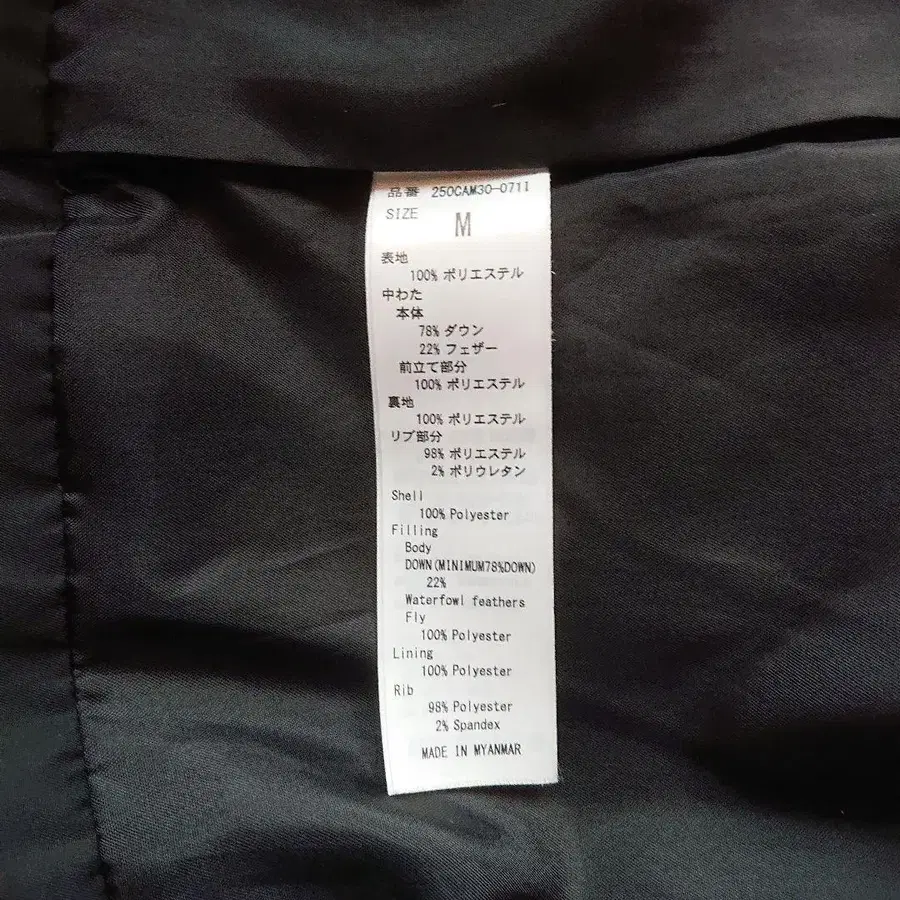 品番 250CAM30-0711
SIZE
M
表地
100% ポリエステル
中わた
本体
78% ダウン
22% フェザー
前立て部分
100% ポリエステル
裏地
100% ポリエステル
リブ部分
98% ポリエステル
2% ポリウレタン
Shell
100% Polyester
Filling
Body
DOWN(MINIMUM78%DOWN)
22%
Waterfowl feathers
Fly
100% Polyester
Lining
100% Polyester
Rib
98% Polyester
2% Spandex
MADE IN MYANMAR